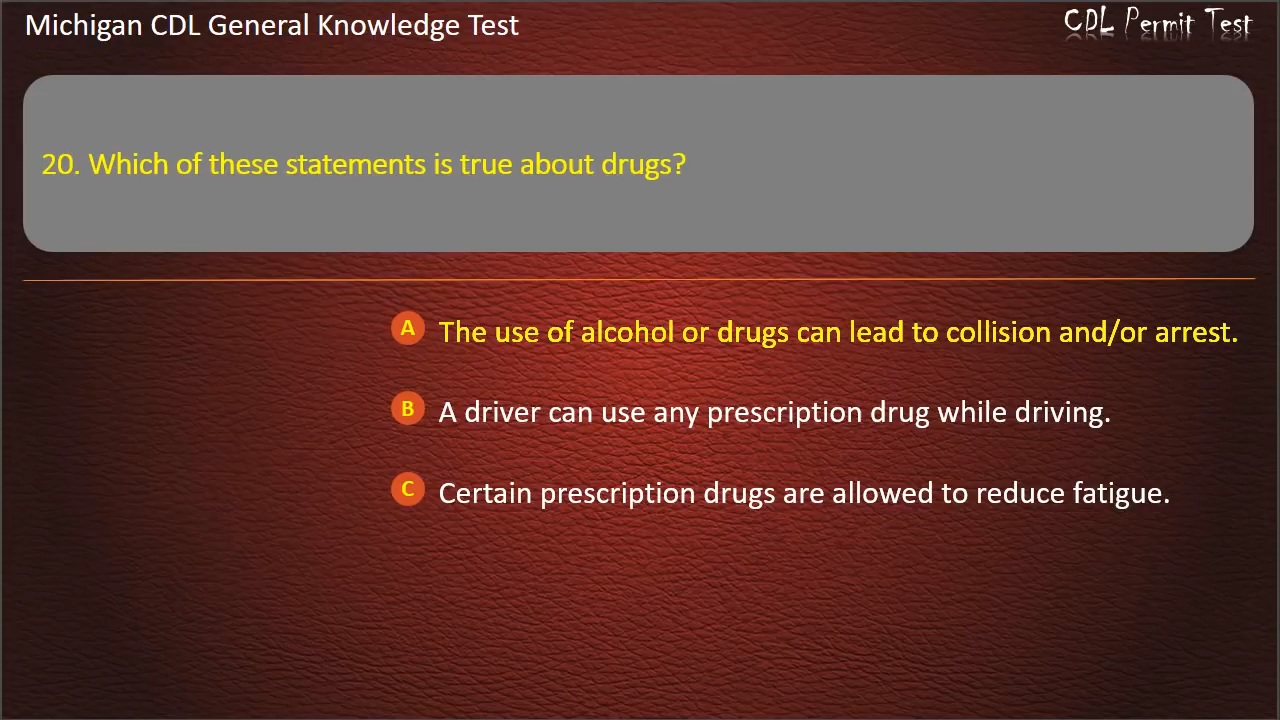 Michigan CDL General Knowledge Test
CDL Permit Test
20. Which of these statements is true about drugs?
A The use of alcohol or drugs can lead to collision and/or arrest.
B A driver can use any prescription drug while driving.
C Certain prescription drugs are allowed to reduce fatigue.